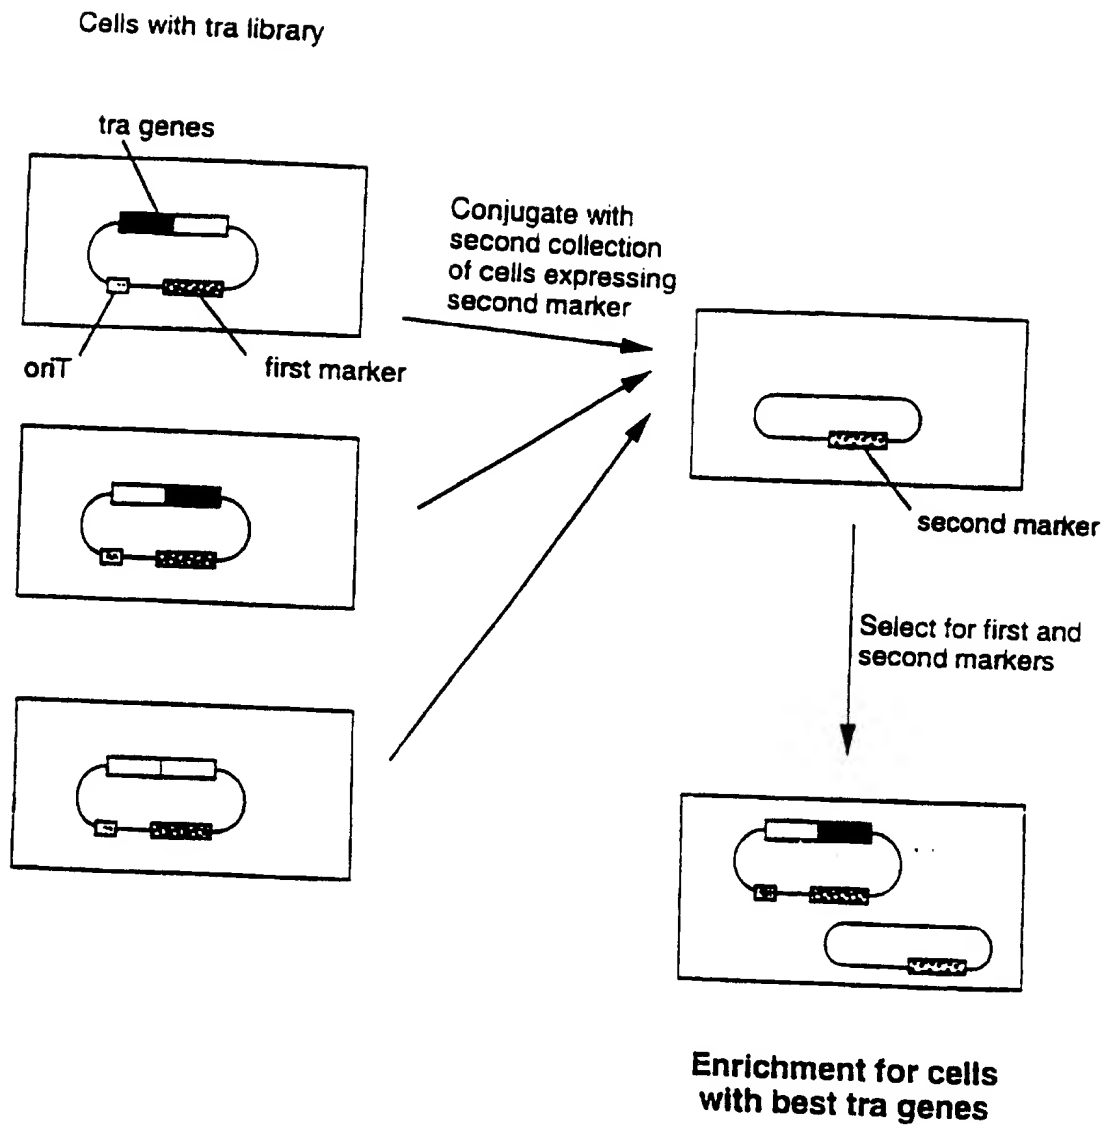 Cells with tra library
tra genes
Conjugate with
second collection
of cells expressing
second marker
oriT
first marker
second marker
Select for first and
second markers
Enrichment for cells
with best tra genes